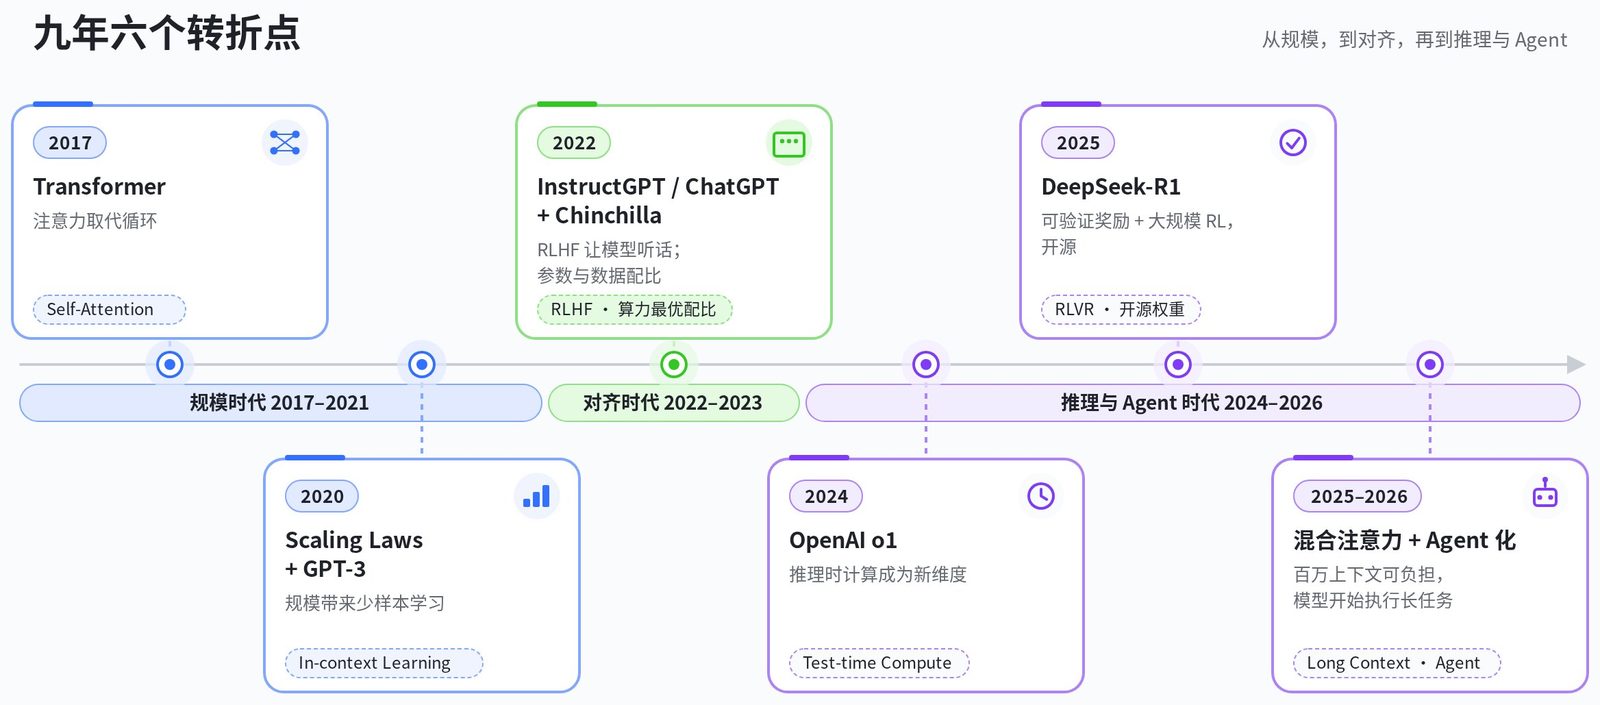 九年六个转折点
从规模，到对齐，再到推理与 Agent
2017
Transformer
注意力取代循环
Self-Attention
2022
InstructGPT / ChatGPT
+ Chinchilla
RLHF 让模型听话；
参数与数据配比
RLHF · 算力最优配比
2025
DeepSeek-R1
可验证奖励 + 大规模 RL，
开源
RLVR · 开源权重
规模时代 2017–2021
对齐时代 2022–2023
推理与 Agent 时代 2024–2026
2020
Scaling Laws
+ GPT-3
规模带来少样本学习
In-context Learning
2024
OpenAI o1
推理时计算成为新维度
Test-time Compute
2025–2026
混合注意力 + Agent 化
百万上下文可负担，
模型开始执行长任务
Long Context · Agent